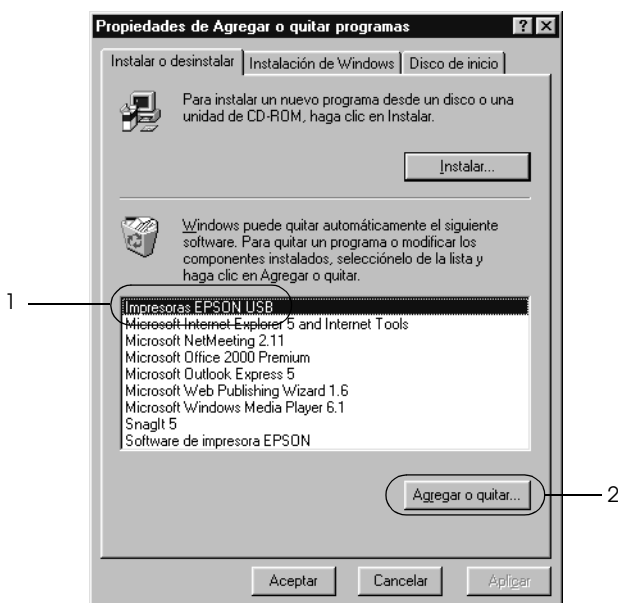 Propiedades de Agregar o quitar programas
Instalar o desinstalar Instalación de Windows Disco de inicio
Para instalar un nuevo programa desde un disco o una
unidad de CD-ROM, haga clic en Instalar.
Instalar...
Windows puede quitar automáticamente el siguiente
software. Para quitar un programa o modificar los
componentes instalados, selecciónelo de la lista y
haga clic en Agregar o quitar.
1
Impresoras EPSON USB
Microsoft Internet Explorer 5 and Internet Tools
Microsoft NetMeeting 2.11
Microsoft Office 2000 Premium
Microsoft Outlook Express 5
Microsoft Web Publishing Wizard 1.6
Microsoft Windows Media Player 6.1
SnagIt 5
Software de impresora EPSON
Agregar o quitar... 2
Aceptar Cancelar Aplicar